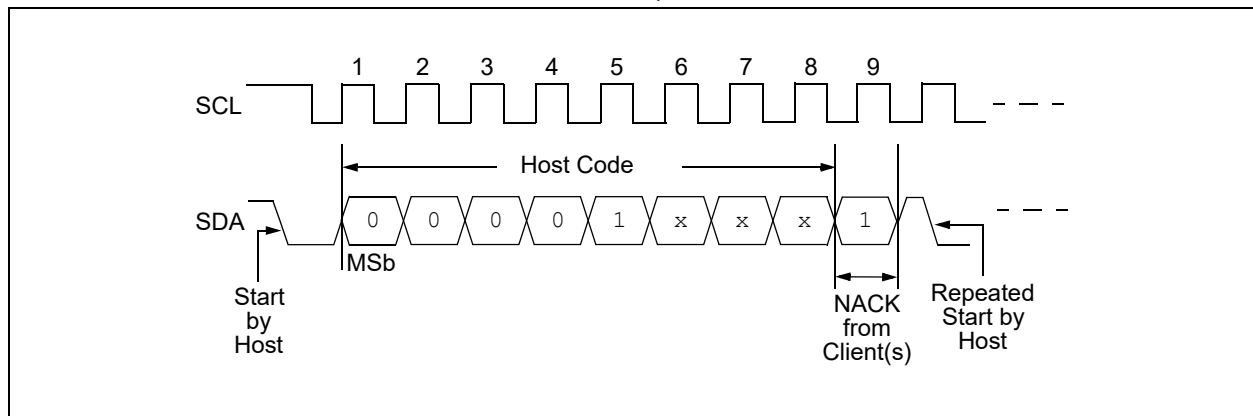 1 2 3 4 5 6 7 8 9
SCL
Host Code
SDA
0 0 0 0 1 x x x 1
MSb
Start
by
Host
NACK
from
Client(s)
Repeated
Start by
Host